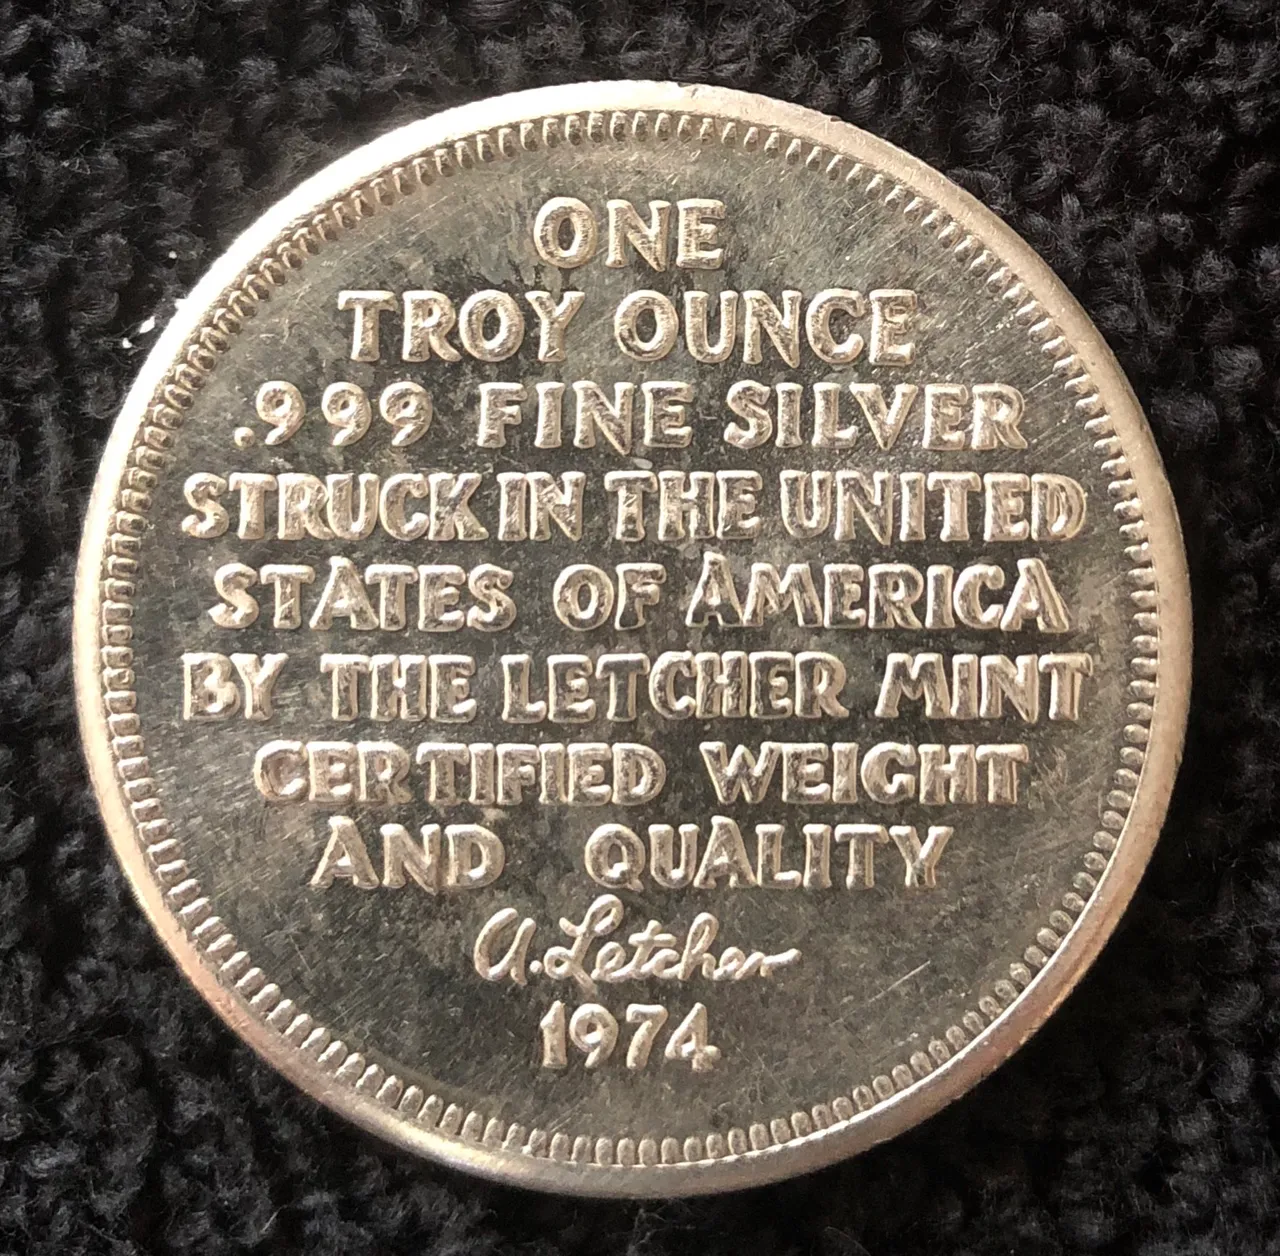 ONE
TROY OUNCE
.999 FINE SILVER
STRUCK IN THE UNITED
STATES OF AMERICA
BY THE LETCHER MINT
CERTIFIED WEIGHT
AND QUALITY
A. Letcher
1974